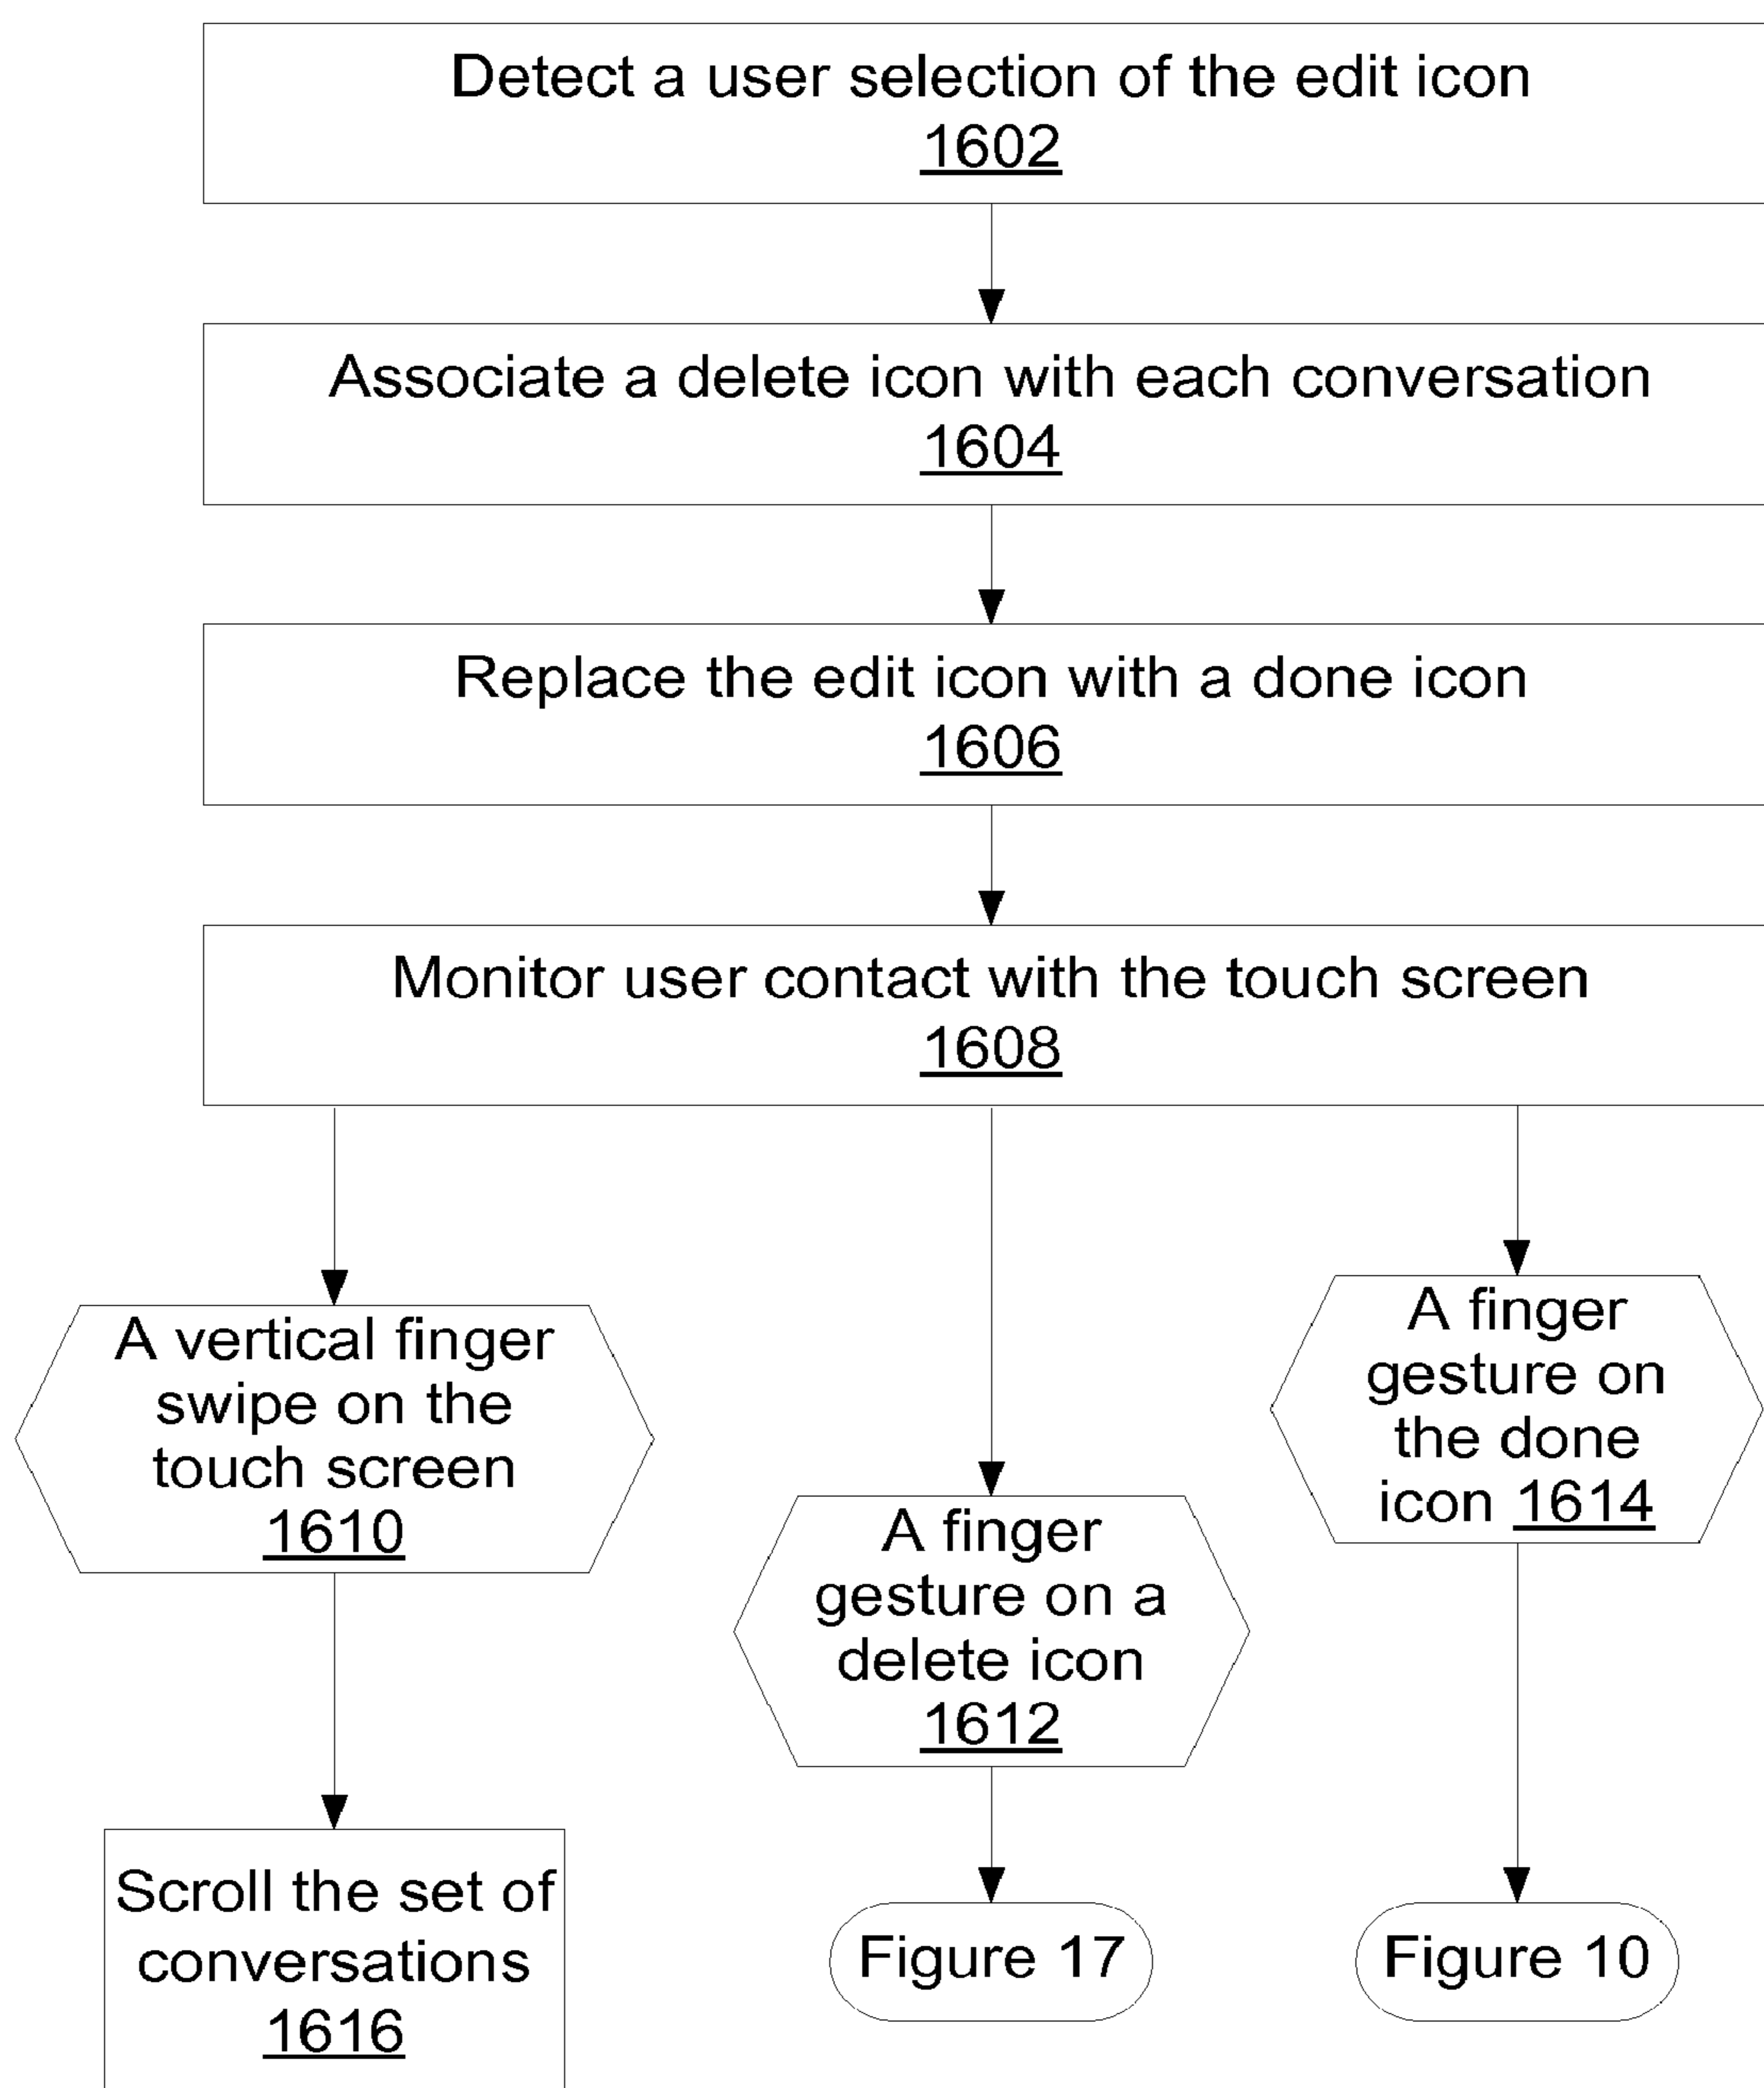 Detect a user selection of the edit icon
1602
Associate a delete icon with each conversation
1604
Replace the edit icon with a done icon
1606
Monitor user contact with the touch screen
1608
A vertical finger
swipe on the
touch screen
1610
A finger
gesture on a
delete icon
1612
A finger
gesture on
the done
icon 1614
Scroll the set of
conversations
1616
Figure 17
Figure 10